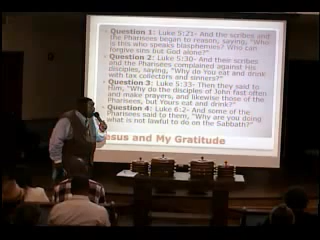 - Question 1: Luke 5:21- And the scribes and
the Pharisees began to reason, saying, "Who
is this who speaks blasphemies? Who can
forgive sins but God alone?"
- Question 2: Luke 5:30- And their scribes
and the Pharisees complained against His
disciples, saying, "Why do You eat and drink
with tax collectors and sinners?"
- Question 3: Luke 5:33- Then they said to
Him, "Why do the disciples of John fast often
and make prayers, and likewise those of the
Pharisees, but Yours eat and drink?"
- Question 4: Luke 6:2- And some of the
Pharisees said to them, "Why are you doing
what is not lawful to do on the Sabbath?"
Jesus and My Gratitude